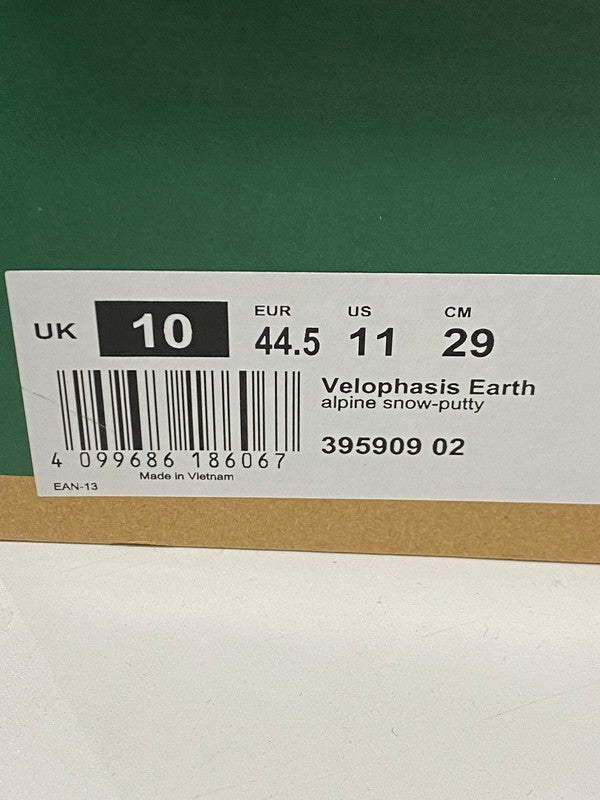 UK 10
EUR US CM
44.5 11 29
Velophasis Earth
alpine snow-putty
395909 02
4 099686 186067
Made in Vietnam
EAN-13